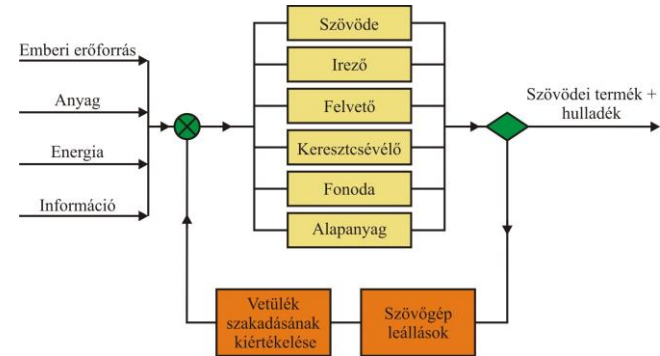 Emberi erőforrás
Anyag
Energia
Információ
Szövöde
Irező
Felvető
Keresztcsévélő
Fonoda
Alapanyag
Szövödei termék +
hulladék
Vetülék
szakadásának
kiértékelése
Szövőgép
leállások